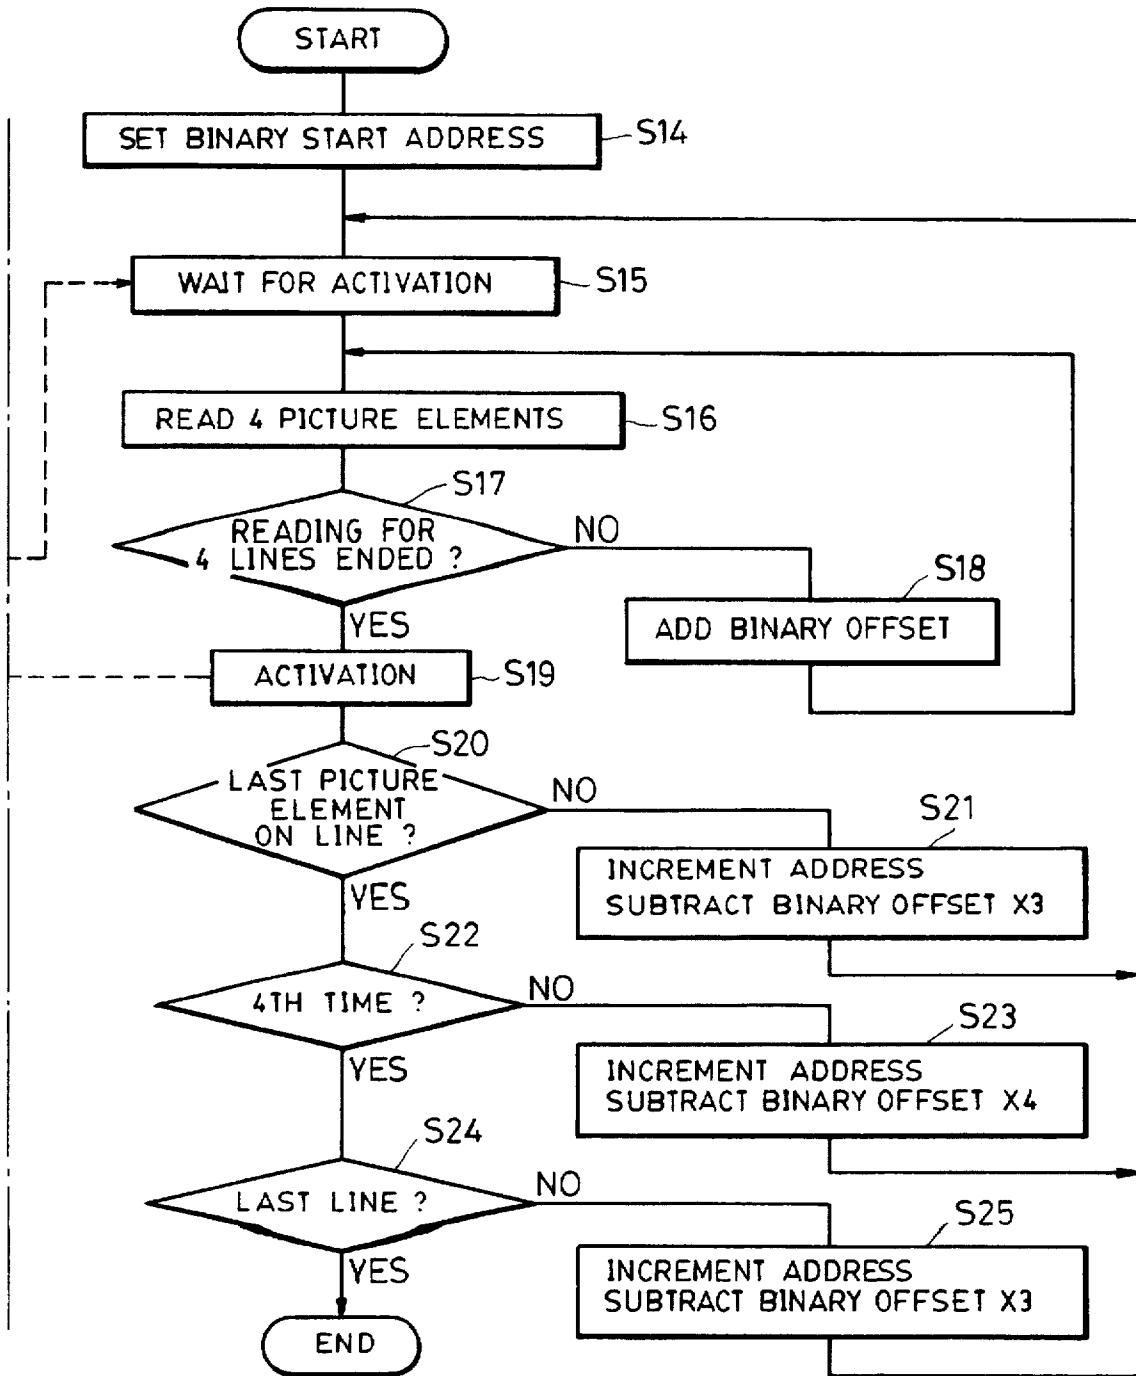 START
SET BINARY START ADDRESS
S14
WAIT FOR ACTIVATION
S15
READ 4 PICTURE ELEMENTS
S16
S17
READING FOR
4 LINES ENDED ?
NO
S18
ADD BINARY OFFSET
YES
ACTIVATION
S19
S20
LAST PICTURE
ELEMENT
ON LINE ?
NO
S21
INCREMENT ADDRESS
SUBTRACT BINARY OFFSET X3
YES
S22
4TH TIME ?
NO
S23
INCREMENT ADDRESS
SUBTRACT BINARY OFFSET X4
YES
S24
LAST LINE ?
NO
S25
INCREMENT ADDRESS
SUBTRACT BINARY OFFSET X3
YES
END